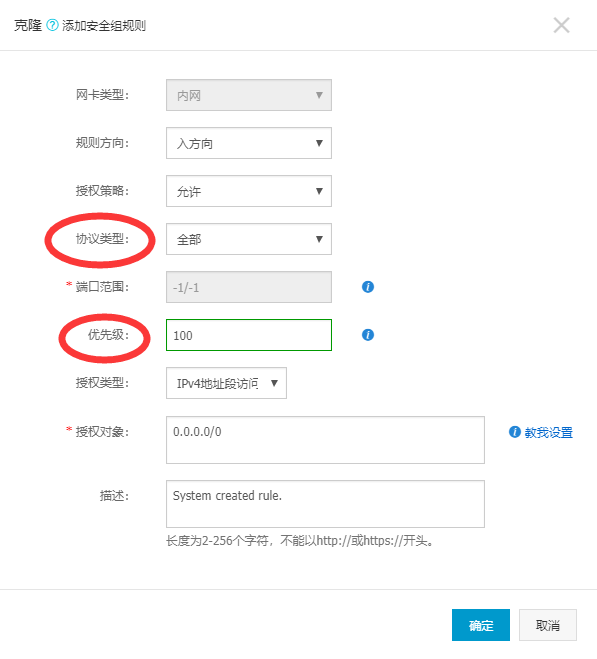 克隆 ? 添加安全组规则
网卡类型： 内网
规则方向： 入方向
授权策略： 允许
协议类型： 全部
* 端口范围： -1/-1
优先级： 100
授权类型： IPv4地址段访问
* 授权对象： 0.0.0.0/0 i 教我设置
描述： System created rule.
长度为2-256个字符，不能以http://或https://开头。
确定 取消